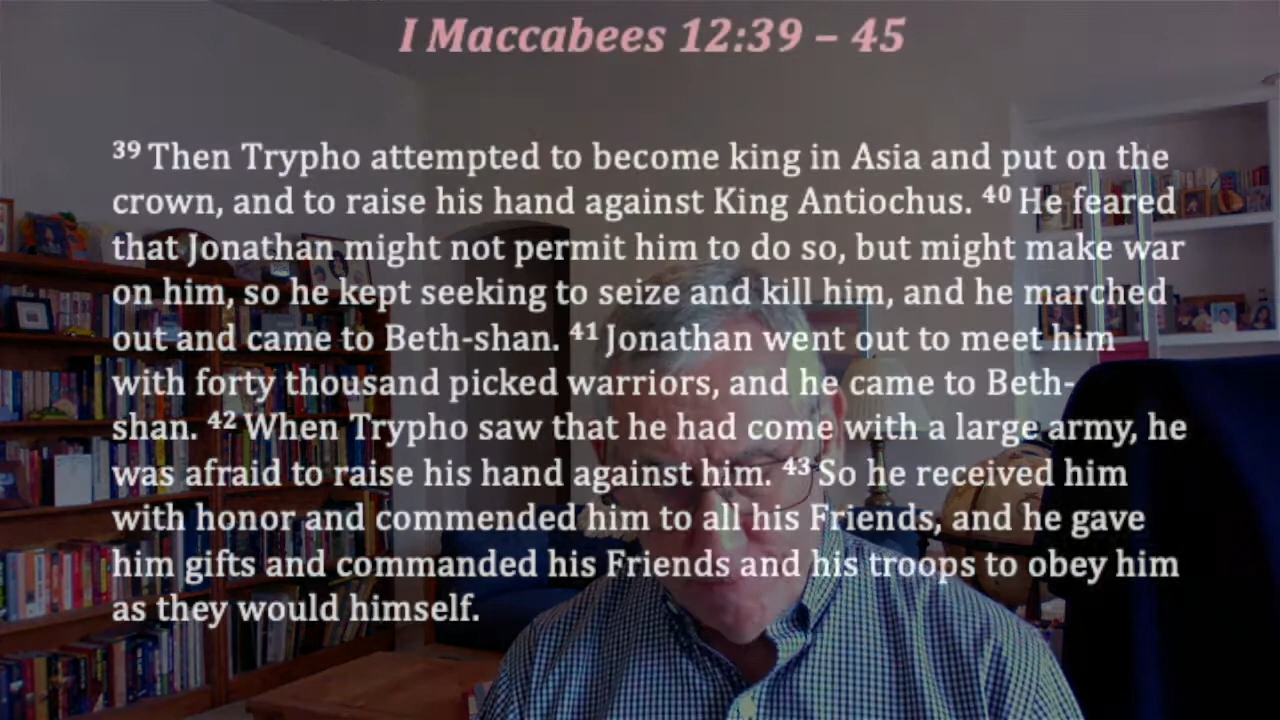 I Maccabees 12:39 – 45
39 Then Trypho attempted to become king in Asia and put on the
crown, and to raise his hand against King Antiochus. 40 He feared
that Jonathan might not permit him to do so, but might make war
on him, so he kept seeking to seize and kill him, and he marched
out and came to Beth-shan. 41 Jonathan went out to meet him
with forty thousand picked warriors, and he came to Beth-
shan. 42 When Trypho saw that he had come with a large army, he
was afraid to raise his hand against him. 43 So he received him
with honor and commended him to all his Friends, and he gave
him gifts and commanded his Friends and his troops to obey him
as they would himself.